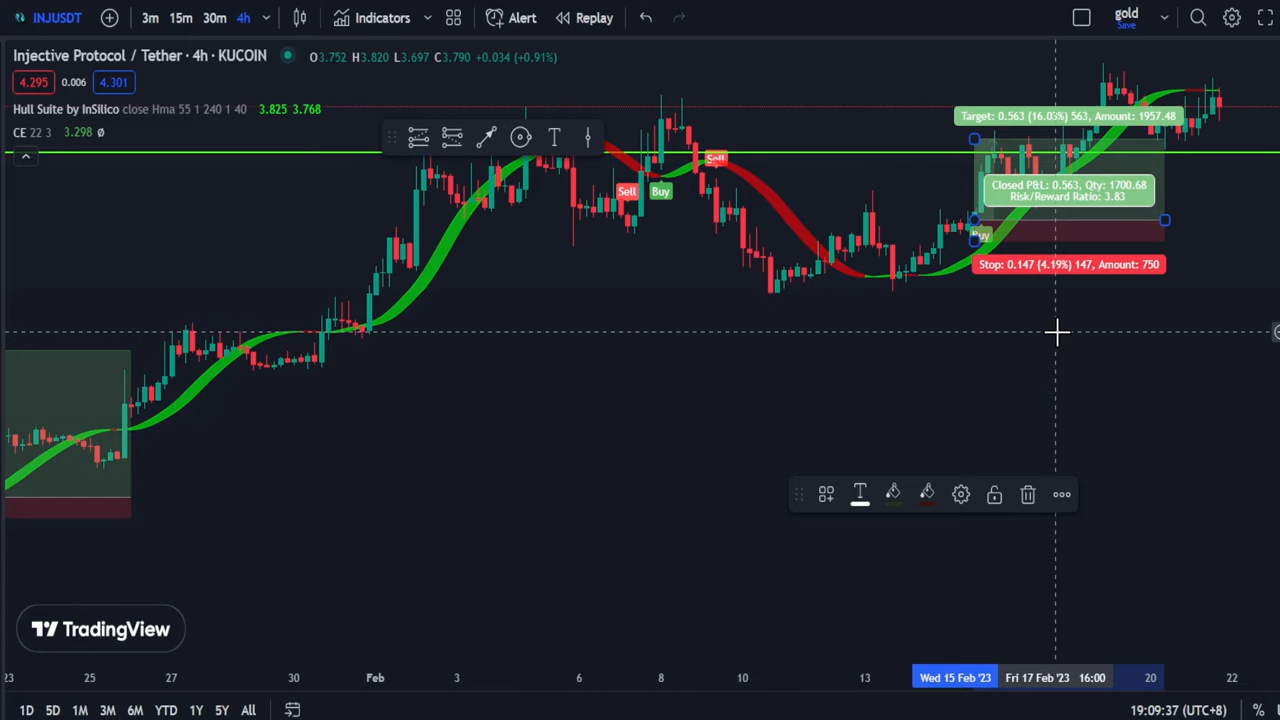 INJUSDT 3m 15m 30m 4h Indicators Alert Replay gold
Save
Injective Protocol / Tether · 4h · KUCOIN O3.752 H3.820 L3.697 C3.790 +0.034 (+0.91%)
4.295 0.006 4.301
Hull Suite by InSilico close Hma 55 1 240 1 40 3.825 3.768
CE 22 3 3.298 ø
Target: 0.563 (16.03%) 563, Amount: 1957.48
Sell
Sell
Buy
Closed P&L: 0.563, Qty: 1700.68
Risk/Reward Ratio: 3.83
Stop: 0.147 (4.19%) 147, Amount: 750
T
TradingView
23 25 27 30 Feb 3 6 8 10 13 Wed 15 Feb '23 Fri 17 Feb '23 16:00 20 22
1D 5D 1M 3M 6M YTD 1Y 5Y All 19:09:37 (UTC+8) %